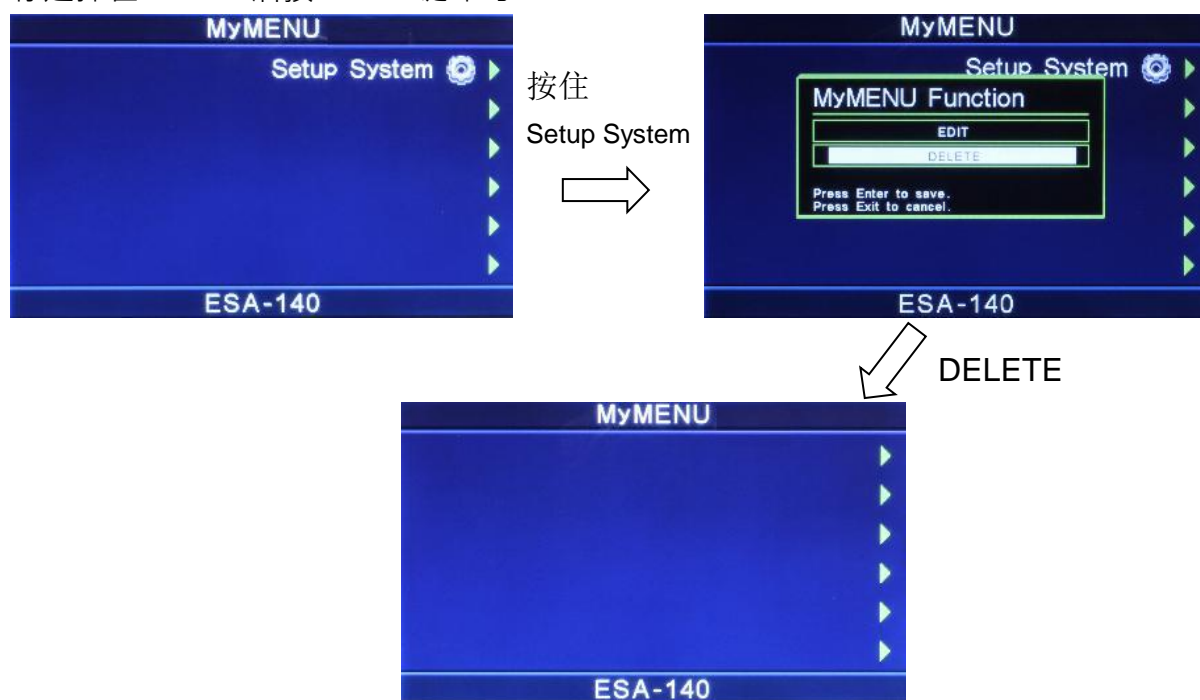 MyMENU
Setup System
ESA-140
按住
Setup System
MyMENU
Setup System
MyMENU Function
EDIT
DELETE
Press Enter to save.
Press Exit to cancel.
ESA-140
DELETE
MyMENU
ESA-140